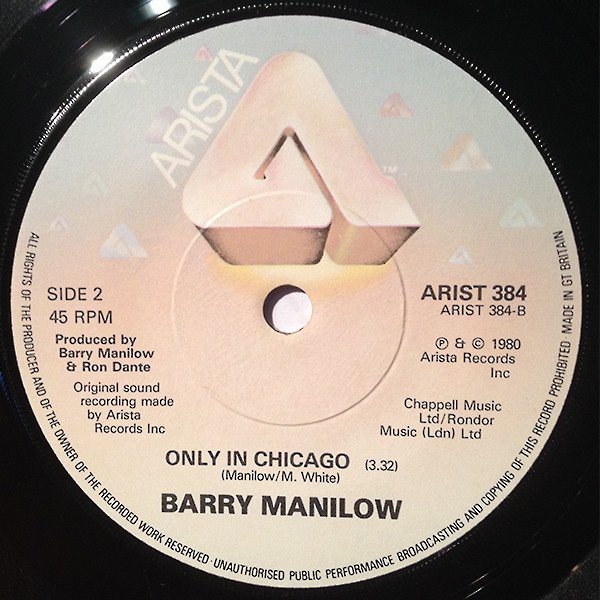 ARISTA
™
SIDE 2
45 RPM
Produced by
Barry Manilow
& Ron Dante
Original sound
recording made
by Arista
Records Inc
ARIST 384
ARIST 384-B
℗ & © 1980
Arista Records
Inc
Chappell Music
Ltd/Rondor
Music (Ldn) Ltd
ONLY IN CHICAGO (3.32)
(Manilow/M. White)
BARRY MANILOW
ALL RIGHTS OF THE PRODUCER AND OF THE OWNER OF THE RECORDED WORK RESERVED · UNAUTHORISED PUBLIC PERFORMANCE BROADCASTING AND COPYING OF THIS RECORD PROHIBITED MADE IN GT BRITAIN